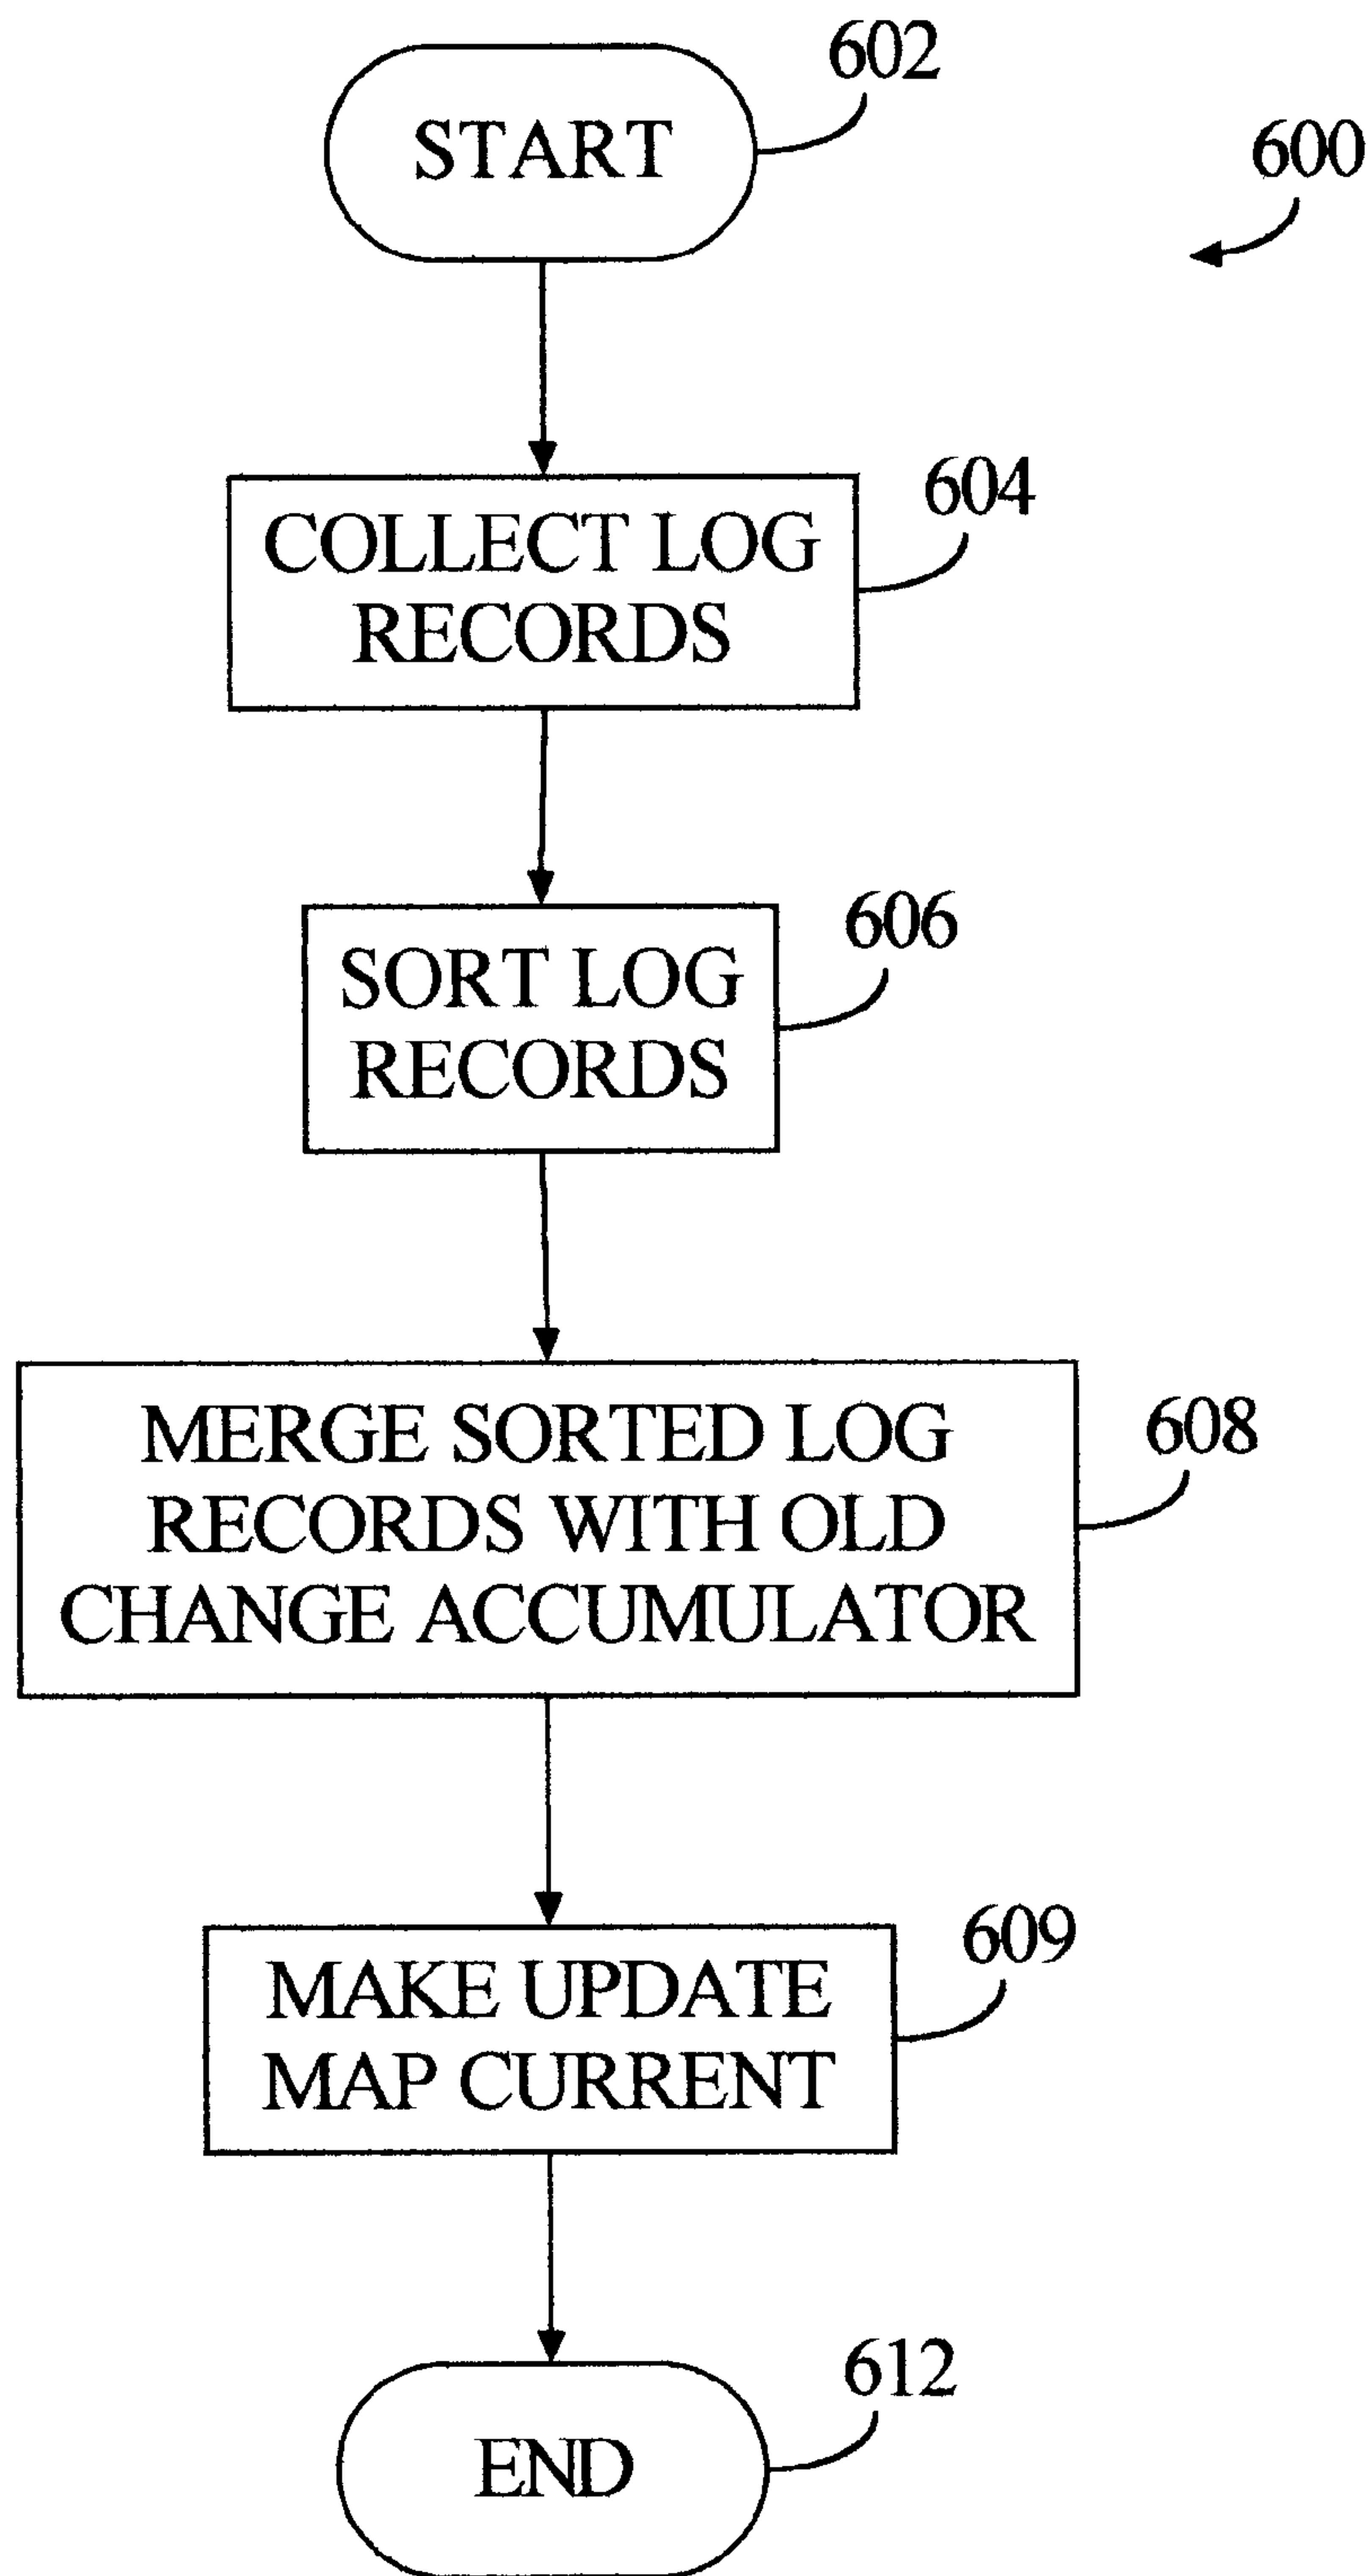 602
START
600
604
COLLECT LOG
RECORDS
606
SORT LOG
RECORDS
608
MERGE SORTED LOG
RECORDS WITH OLD
CHANGE ACCUMULATOR
609
MAKE UPDATE
MAP CURRENT
612
END